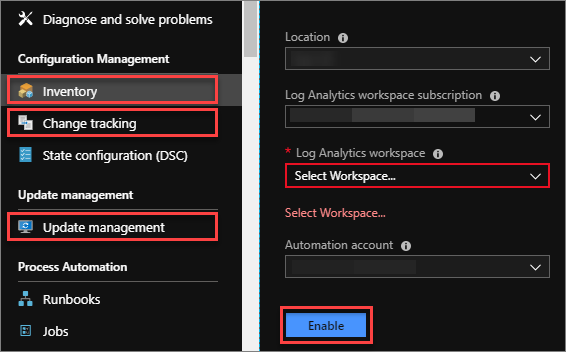 Diagnose and solve problems
Configuration Management
Inventory
Change tracking
State configuration (DSC)
Update management
Update management
Process Automation
Runbooks
Jobs
Location
Log Analytics workspace subscription
* Log Analytics workspace
Select Workspace...
Select Workspace...
Automation account
Enable